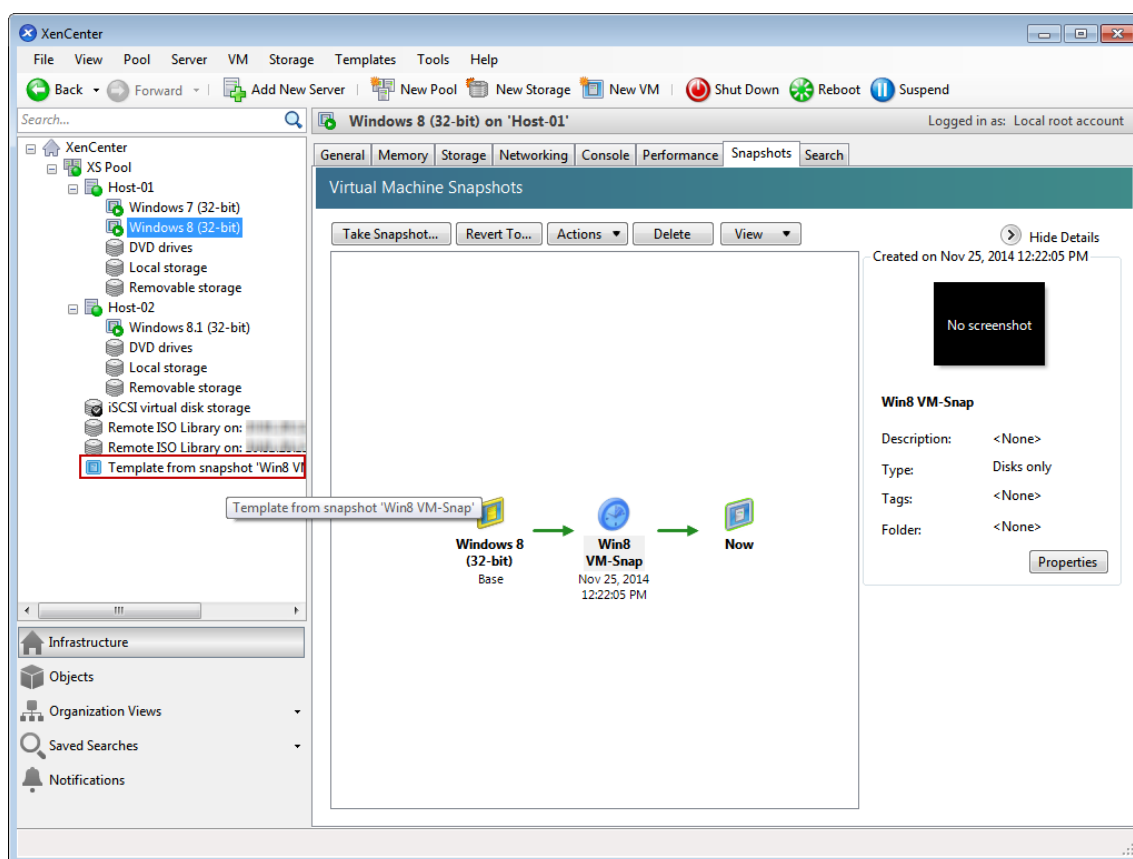 XenCenter
File View Pool Server VM Storage Templates Tools Help
Back Forward Add New Server New Pool New Storage New VM Shut Down Reboot Suspend
Search...
Windows 8 (32-bit) on 'Host-01' Logged in as: Local root account
XenCenter
XS Pool
Host-01
Windows 7 (32-bit)
Windows 8 (32-bit)
DVD drives
Local storage
Removable storage
Host-02
Windows 8.1 (32-bit)
DVD drives
Local storage
Removable storage
iSCSI virtual disk storage
Remote ISO Library on:
Remote ISO Library on:
Template from snapshot 'Win8 VM
Template from snapshot 'Win8 VM-Snap'
Infrastructure
Objects
Organization Views
Saved Searches
Notifications
General Memory Storage Networking Console Performance Snapshots Search
Virtual Machine Snapshots
Take Snapshot... Revert To... Actions Delete View
Hide Details
Windows 8
(32-bit)
Base
Win8
VM-Snap
Nov 25, 2014
12:22:05 PM
Now
Created on Nov 25, 2014 12:22:05 PM
No screenshot
Win8 VM-Snap
Description: <None>
Type: Disks only
Tags: <None>
Folder: <None>
Properties